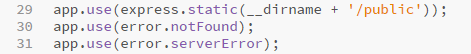 29 app.use(express.static(__dirname + '/public'));
30 app.use(error.notFound);
31 app.use(error.serverError);